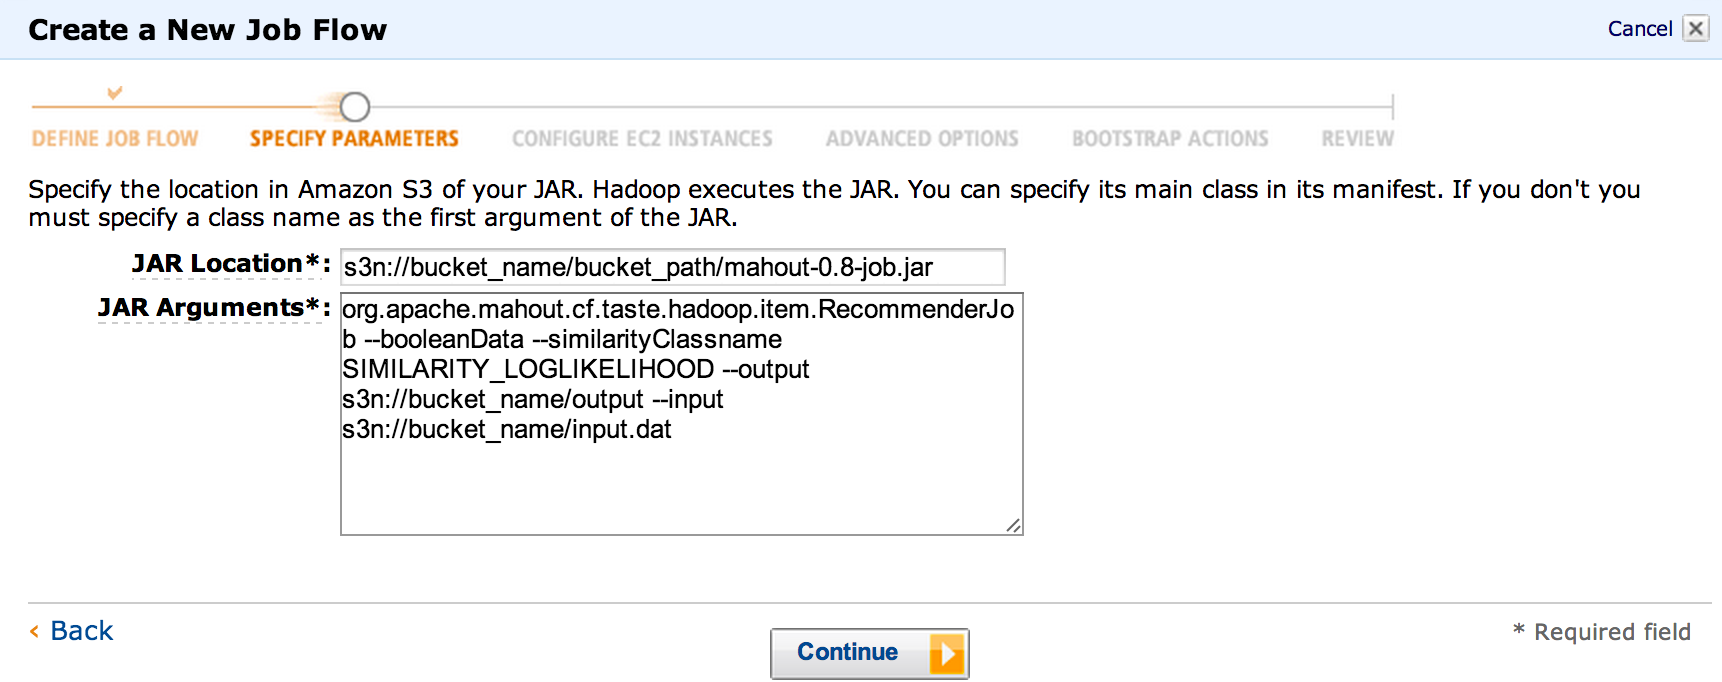 Create a New Job Flow
Cancel
DEFINE JOB FLOW
SPECIFY PARAMETERS
CONFIGURE EC2 INSTANCES
ADVANCED OPTIONS
BOOTSTRAP ACTIONS
REVIEW
Specify the location in Amazon S3 of your JAR. Hadoop executes the JAR. You can specify its main class in its manifest. If you don't you
must specify a class name as the first argument of the JAR.
JAR Location*: s3n://bucket_name/bucket_path/mahout-0.8-job.jar
JAR Arguments*: org.apache.mahout.cf.taste.hadoop.item.RecommenderJo
b --booleanData --similarityClassname
SIMILARITY_LOGLIKELIHOOD --output
s3n://bucket_name/output --input
s3n://bucket_name/input.dat
‹ Back
Continue
* Required field